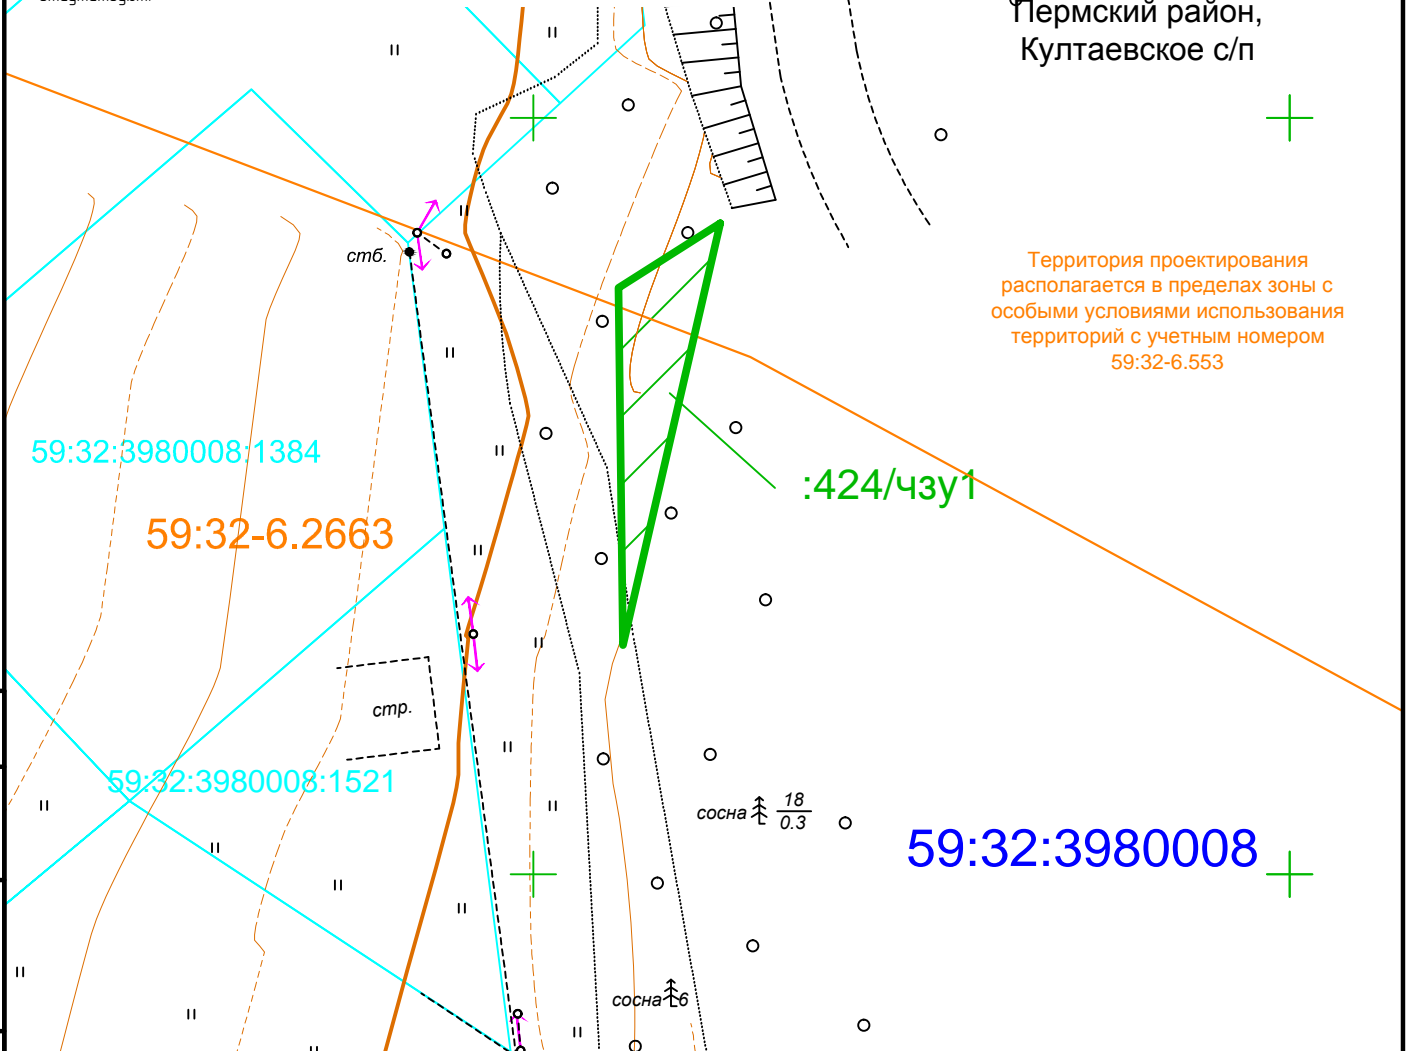 Пермский район,
Култаевское с/п
стб.
Территория проектирования
располагается в пределах зоны с
особыми условиями использования
территорий с учетным номером
59:32-6.553
59:32:3980008:1384
:424/чзу1
59:32-6.2663
стр.
59:32:3980008:1521
сосна 18
0.3
59:32:3980008
сосна 6